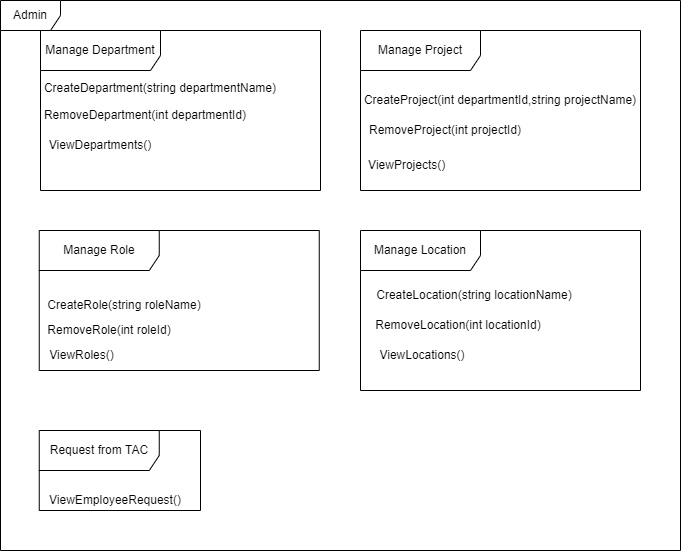 Admin
Manage Department
CreateDepartment(string departmentName)
RemoveDepartment(int departmentId)
ViewDepartments()
Manage Project
CreateProject(int departmentId,string projectName)
RemoveProject(int projectId)
ViewProjects()
Manage Role
CreateRole(string roleName)
RemoveRole(int roleId)
ViewRoles()
Manage Location
CreateLocation(string locationName)
RemoveLocation(int locationId)
ViewLocations()
Request from TAC
ViewEmployeeRequest()